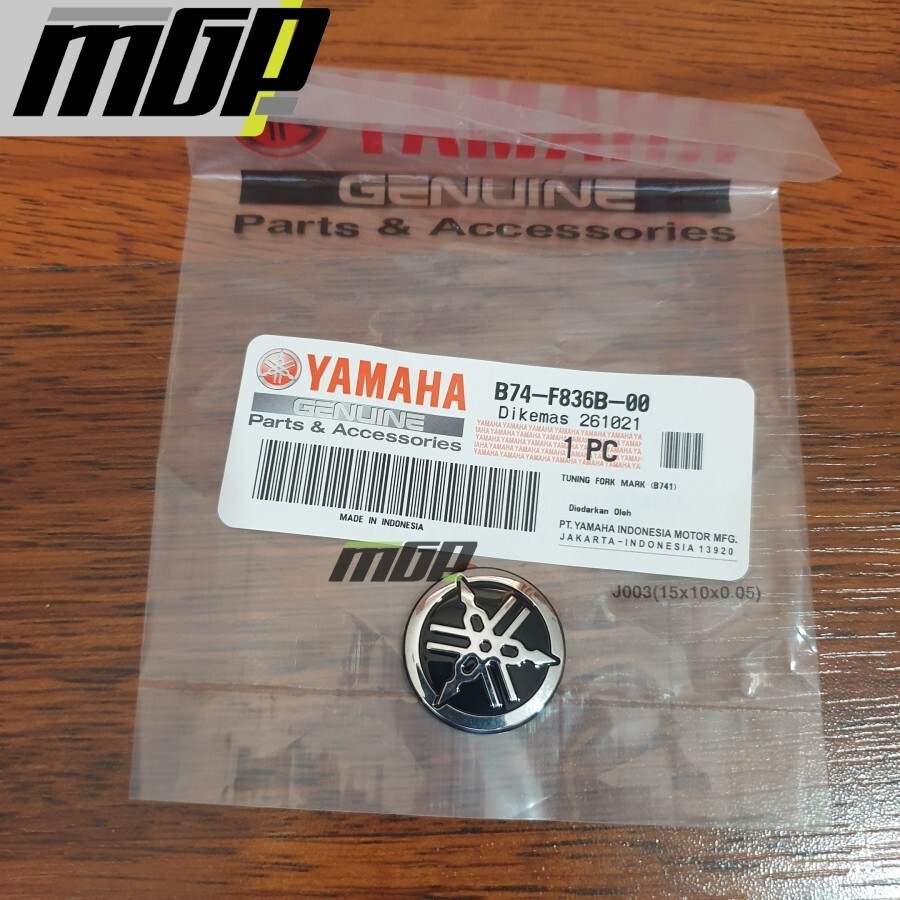 mGP
YAMAHA
GENUINE
Parts & Accessories
YAMAHA
GENUINE
Parts & Accessories
B74-F836B-00
Dikemas 261021
1 PC
TUNING FORK MARK (B741)
MADE IN INDONESIA
Diedarkan Oleh
PT. YAMAHA INDONESIA MOTOR MFG.
JAKARTA-INDONESIA 13920
mGP
J003(15x10x0.05)